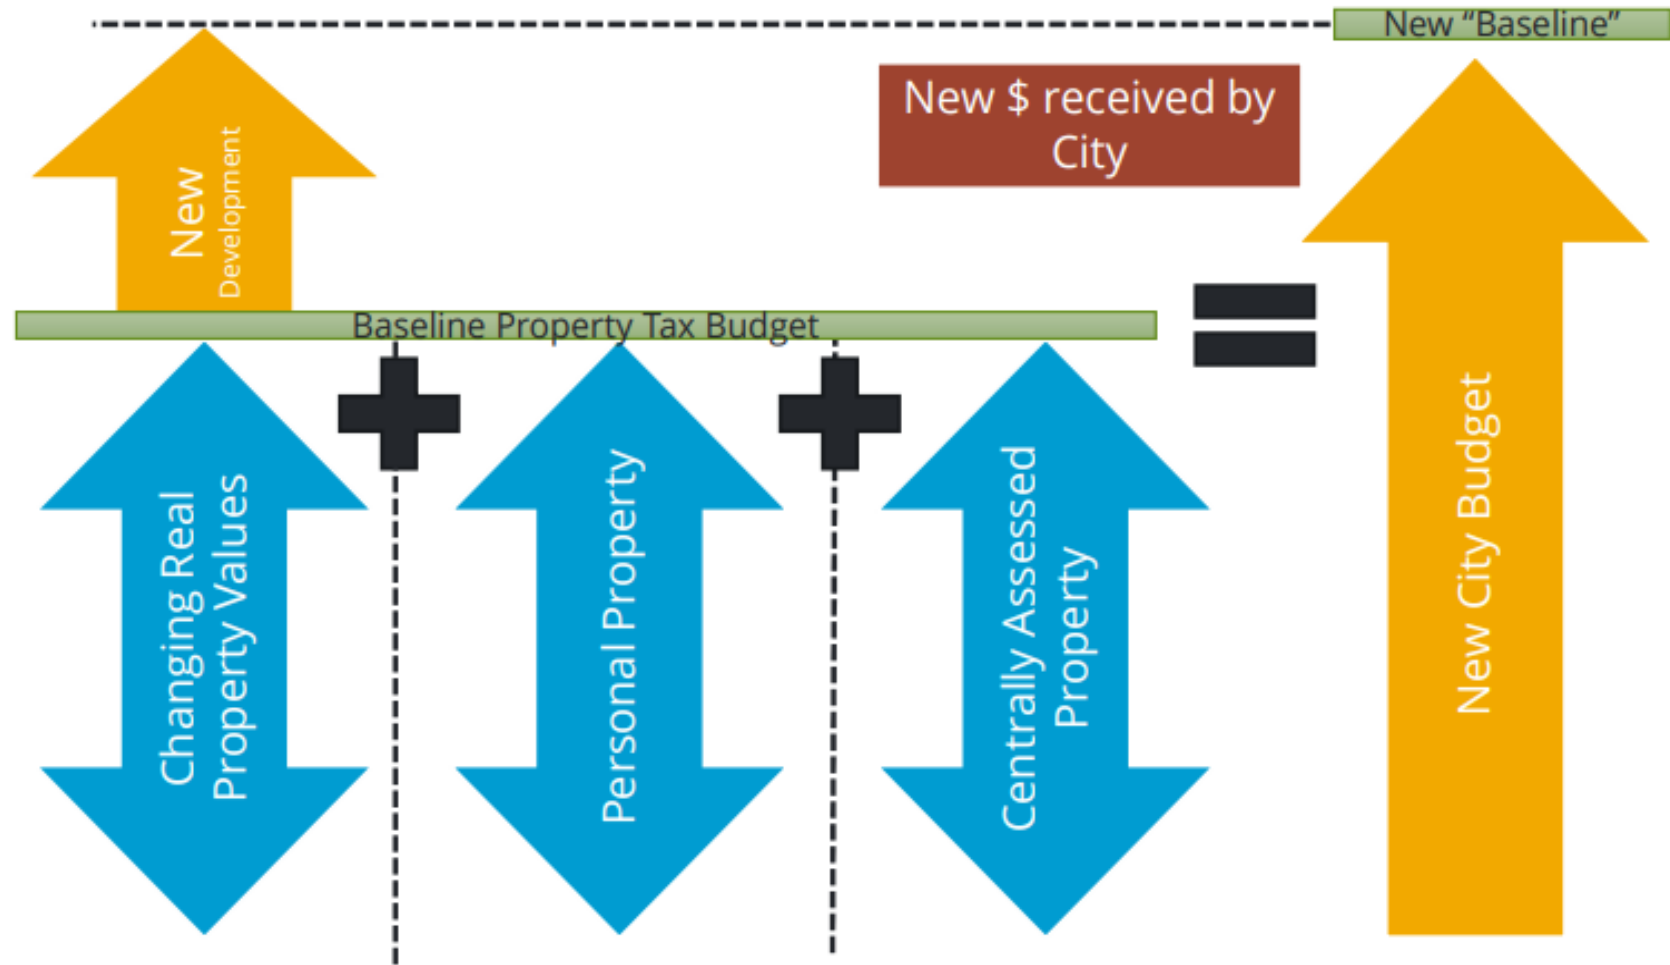 New “Baseline”
New $ received by
City
New
Development
Baseline Property Tax Budget
Changing Real
Property Values
Personal Property
Centrally Assessed
Property
New City Budget